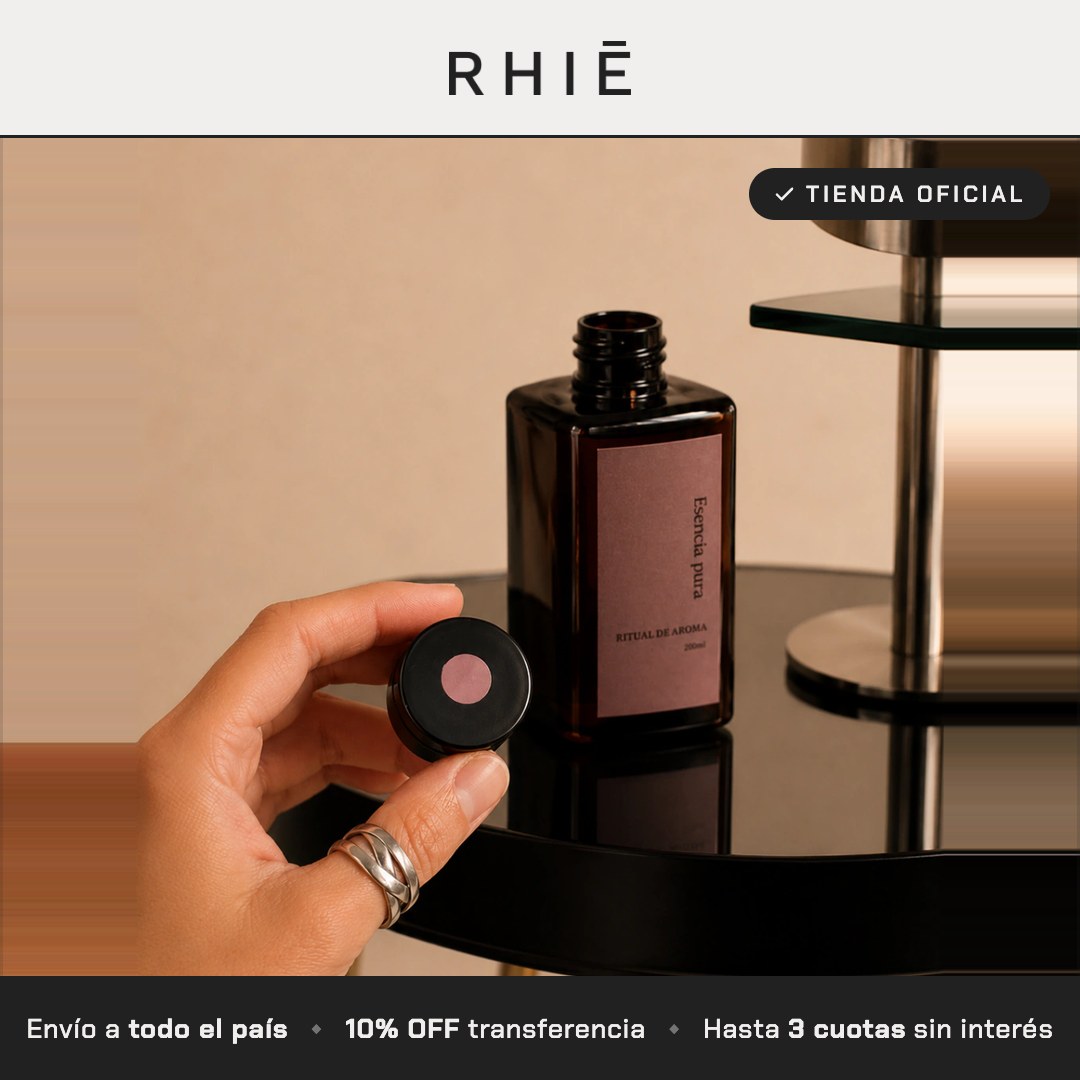 RHIĒ
✓ TIENDA OFICIAL
Esencia pura
RITUAL DE AROMA
200ml
Envío a todo el país ◆ 10% OFF transferencia ◆ Hasta 3 cuotas sin interés